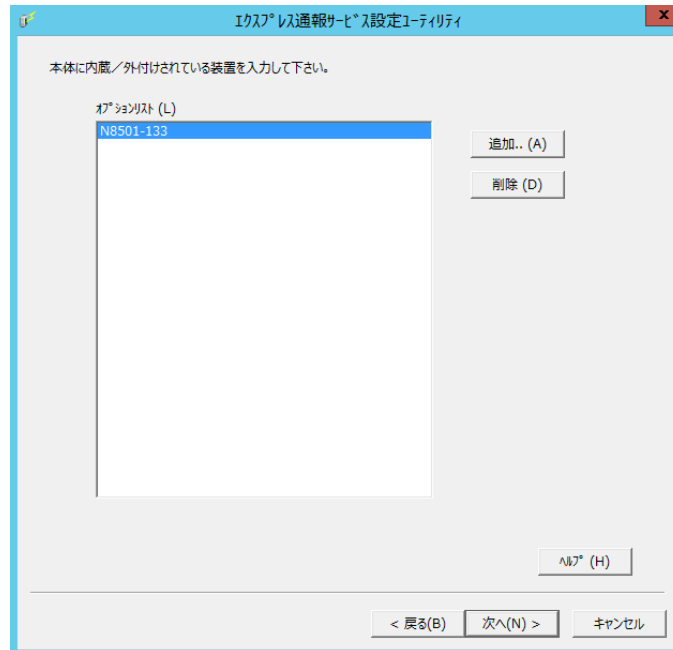 ｴｸｽﾌﾟﾚｽ通報ｻｰﾋﾞｽ設定ﾕｰﾃｨﾘﾃｨ
x
本体に内蔵／外付けされている装置を入力して下さい。
ｵﾌﾟｼｮﾝﾘｽﾄ (L)
N8501-133
追加.. (A)
削除 (D)
ﾍﾙﾌﾟ (H)
< 戻る(B)
次へ(N) >
キャンセル